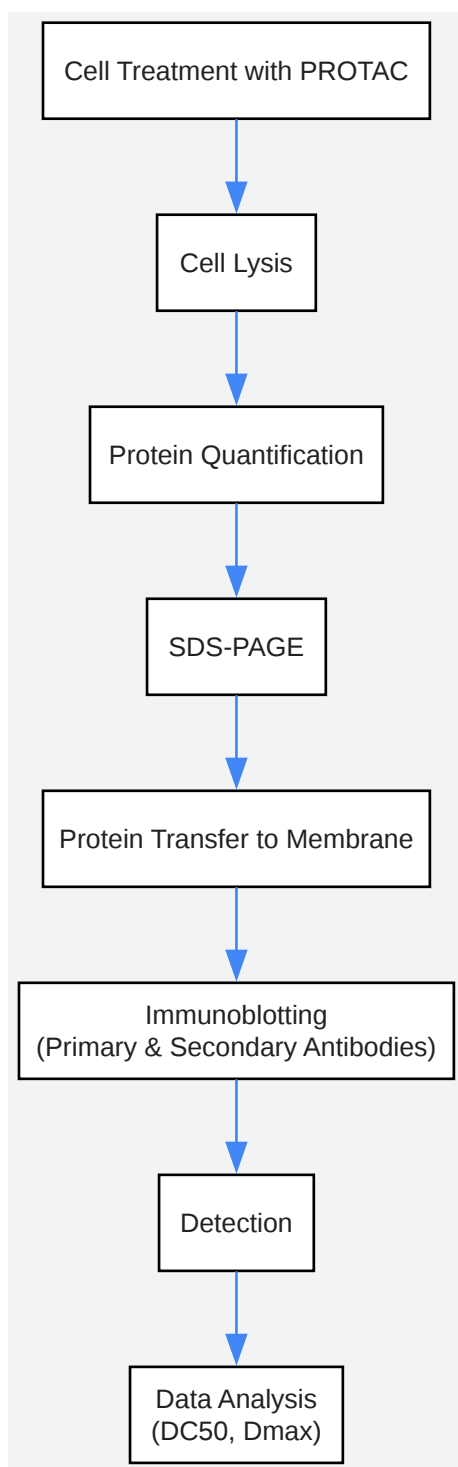 Cell Treatment with PROTAC
Cell Lysis
Protein Quantification
SDS-PAGE
Protein Transfer to Membrane
Immunoblotting
(Primary & Secondary Antibodies)
Detection
Data Analysis
(DC50, Dmax)